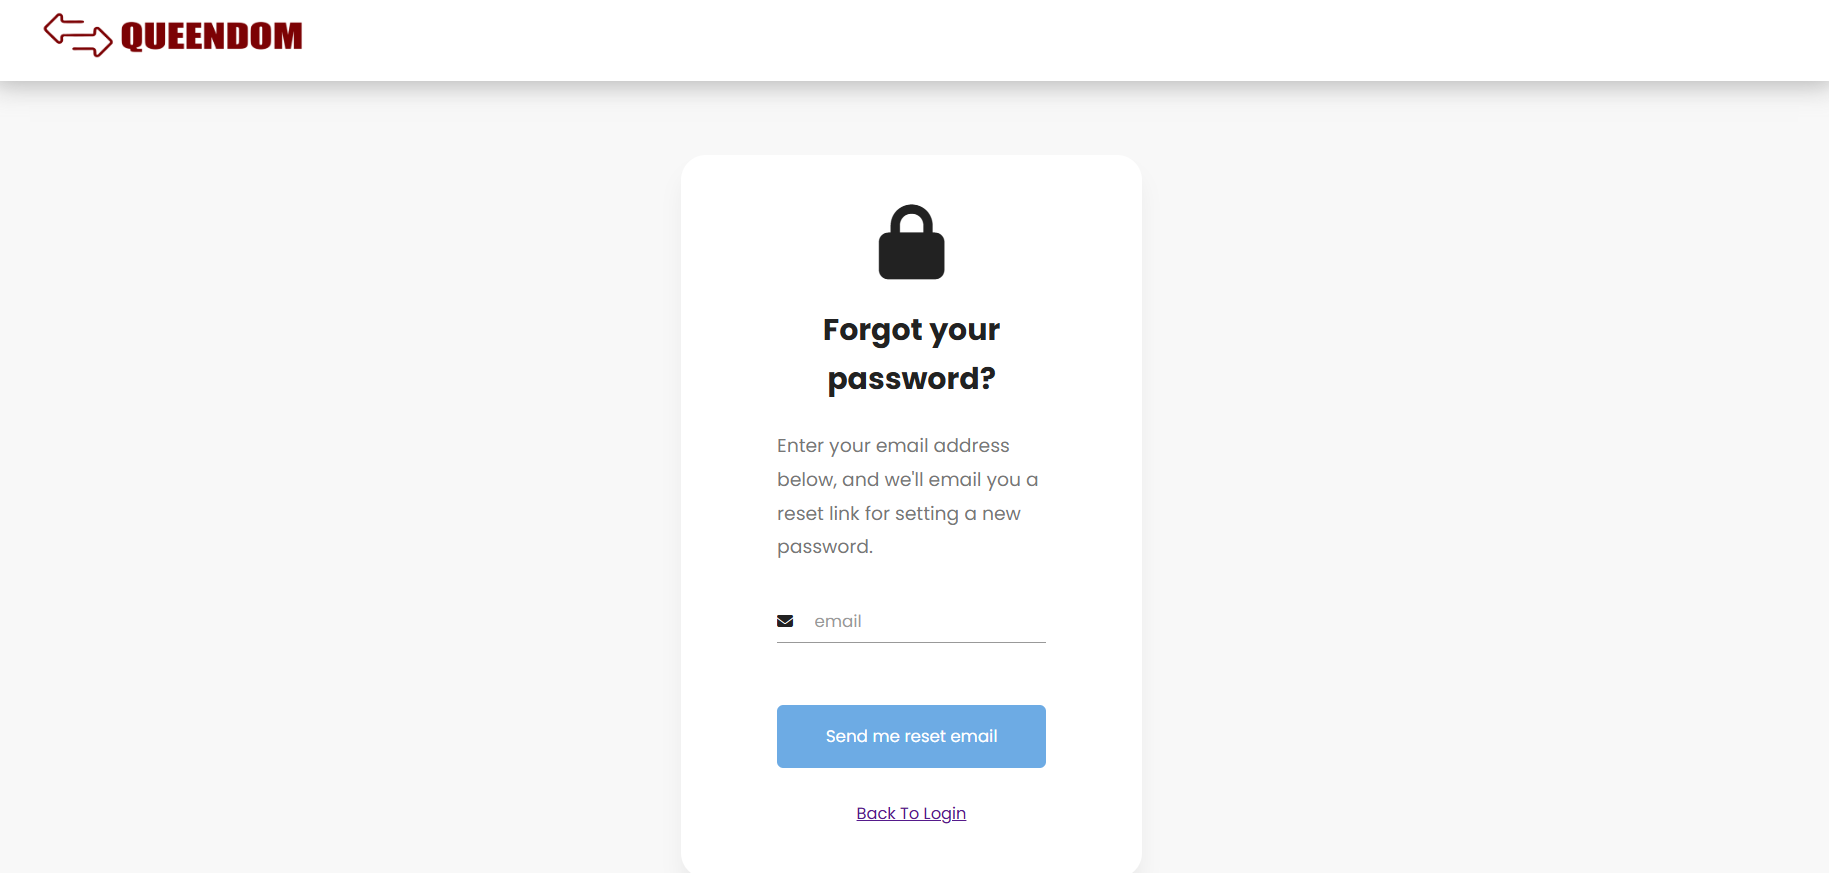 QUEENDOM
Forgot your
password?
Enter your email address
below, and we'll email you a
reset link for setting a new
password.
email
Send me reset email
Back To Login